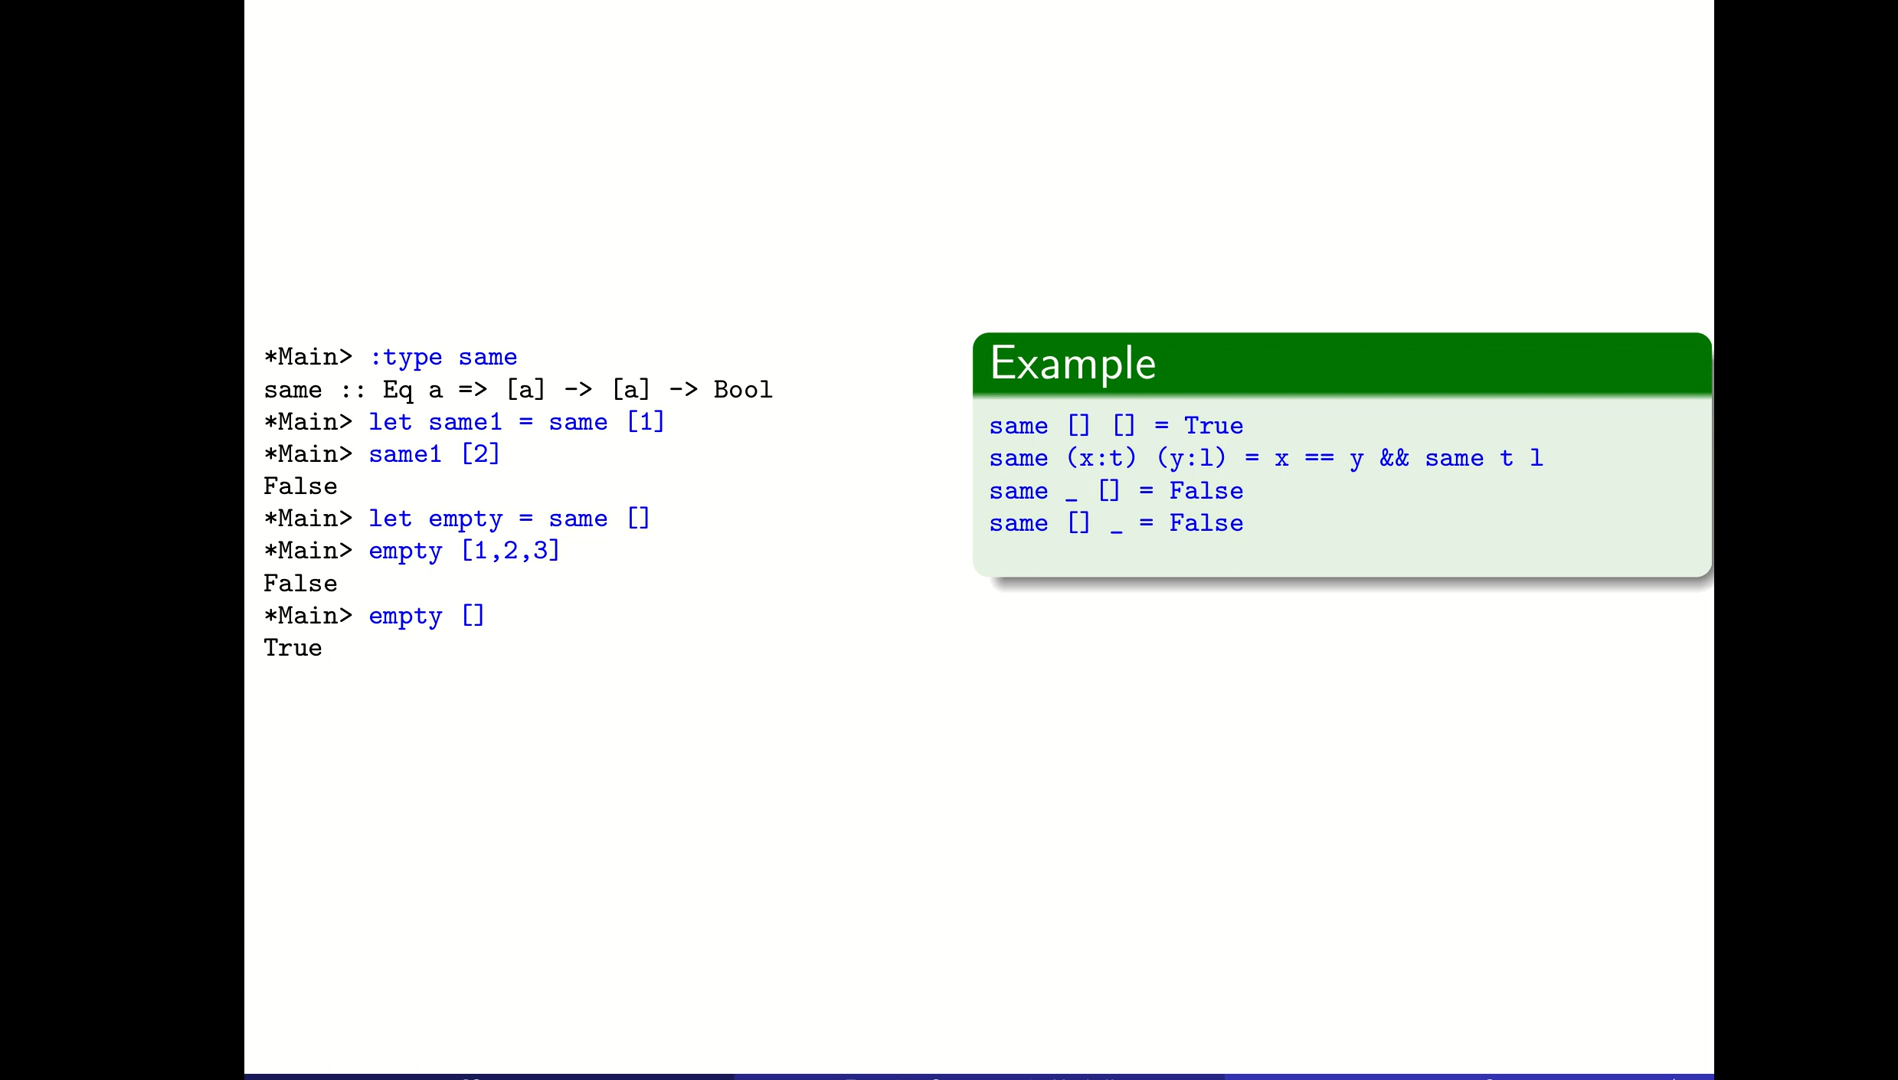 *Main> :type same
same :: Eq a => [a] -> [a] -> Bool
*Main> let same1 = same [1]
*Main> same1 [2]
False
*Main> let empty = same []
*Main> empty [1,2,3]
False
*Main> empty []
True
Example
same [] [] = True
same (x:t) (y:l) = x == y && same t l
same _ [] = False
same [] _ = False